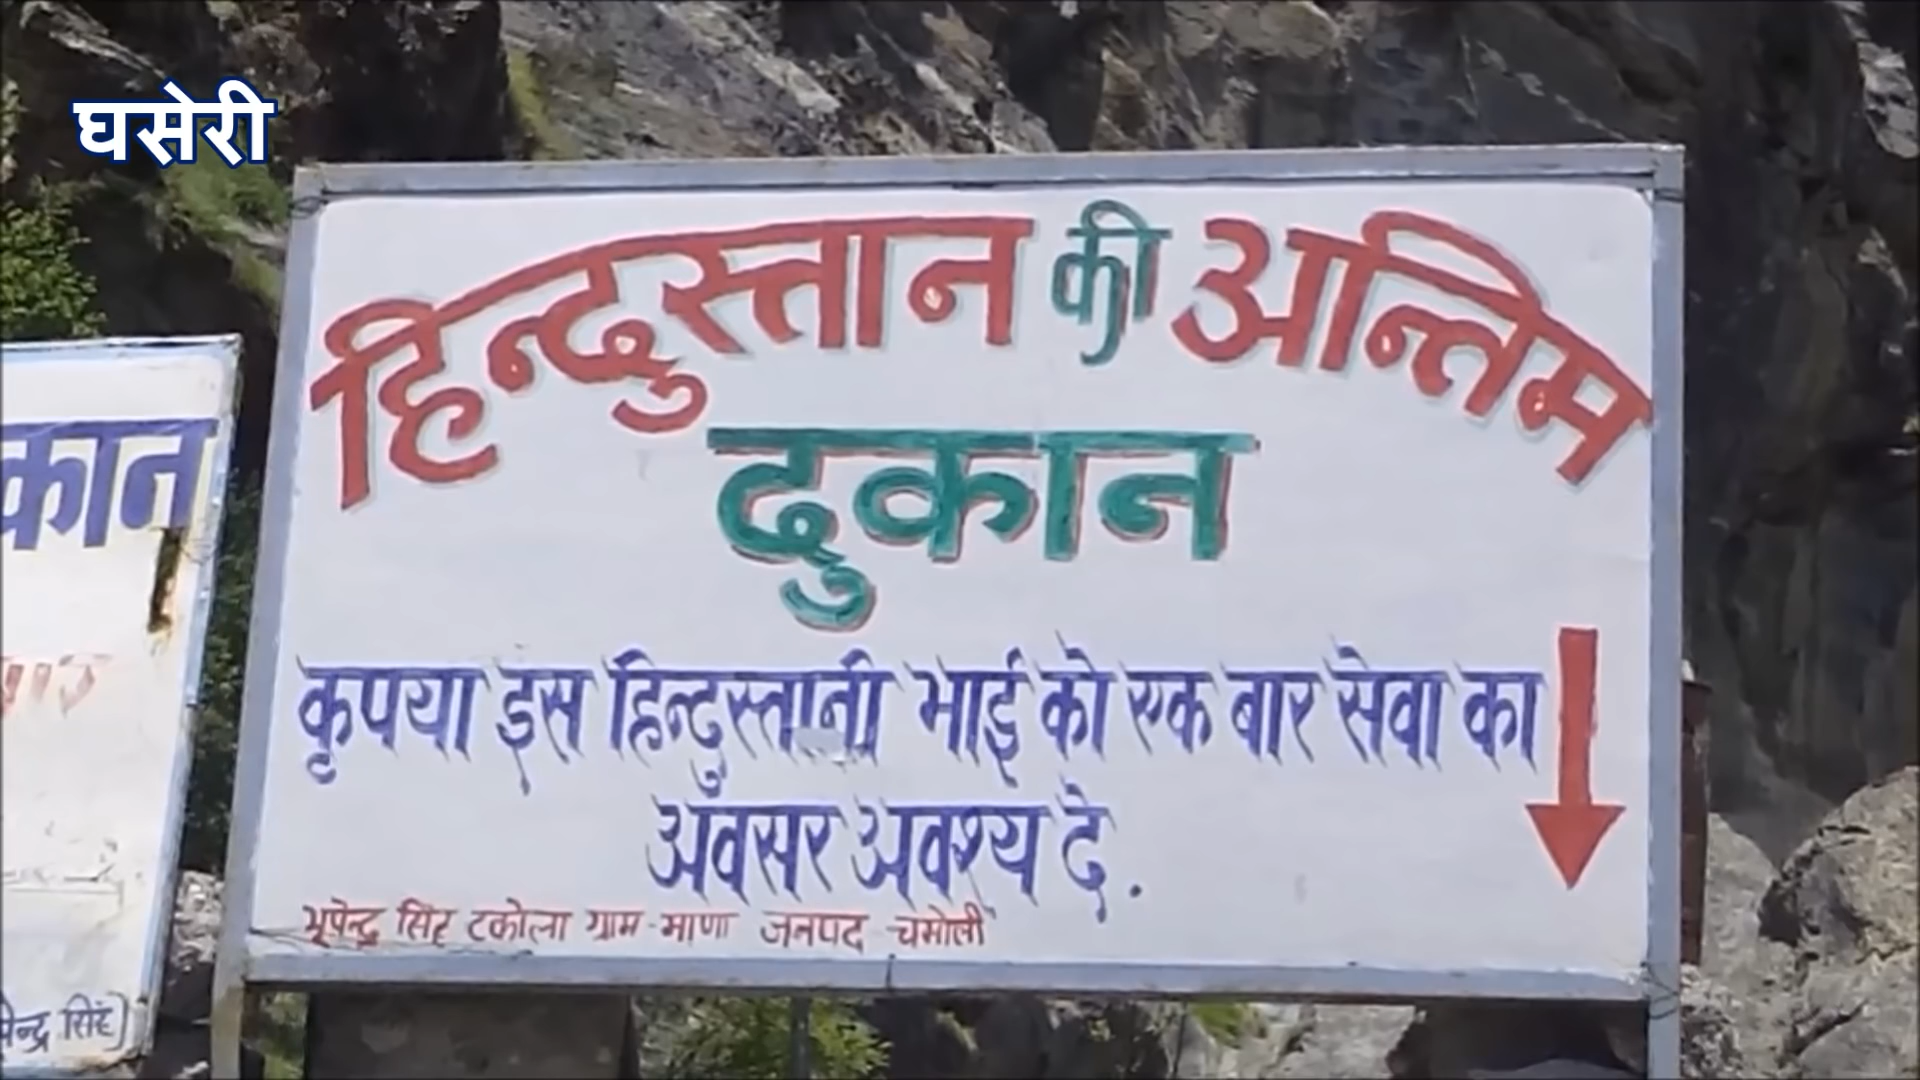 घसेरी
हिन्दुस्तान की अन्तिम
दुकान
कृपया इस हिन्दुस्तानी भाई को एक बार सेवा का
अवसर अवश्य दे.
भूपेन्द्र सिंह टकोला ग्राम-माणा जनपद चमोली
कान
पेन्द्र सिंह)